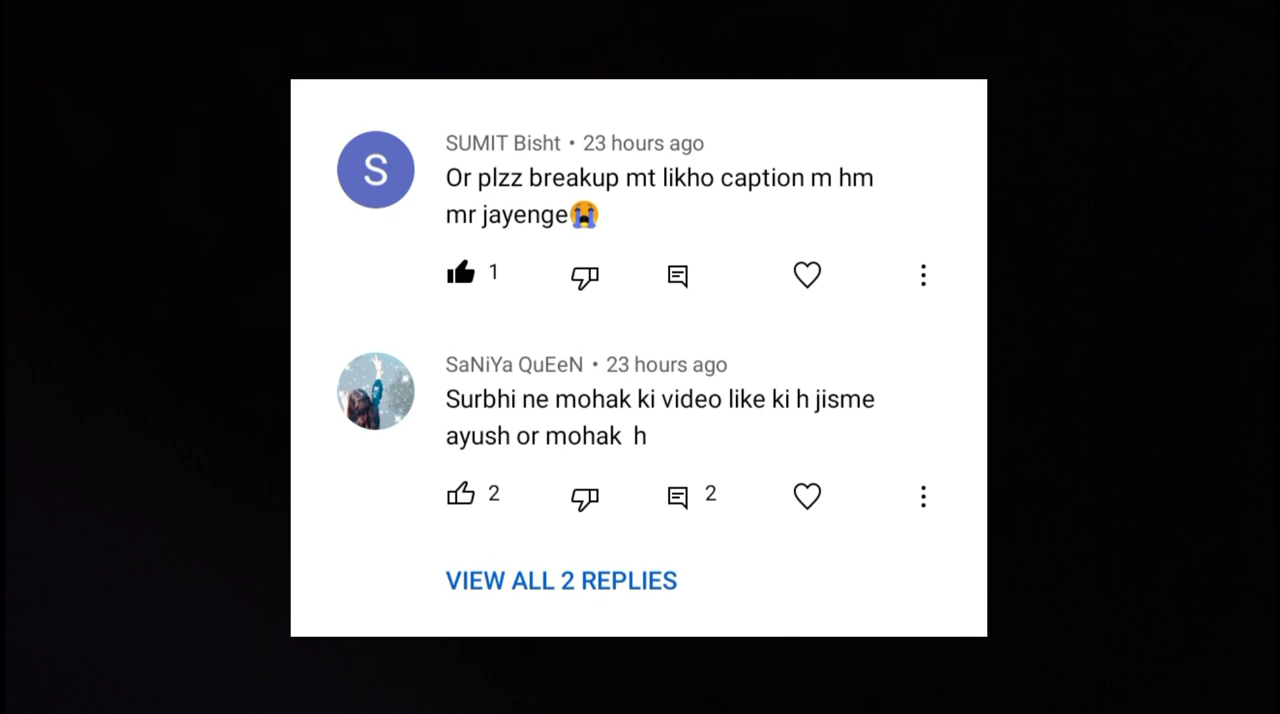 S
SUMIT Bisht • 23 hours ago
Or plzz breakup mt likho caption m hm
mr jayenge😭
1
SaNiYa QuEeN • 23 hours ago
Surbhi ne mohak ki video like ki h jisme
ayush or mohak h
2 2
VIEW ALL 2 REPLIES